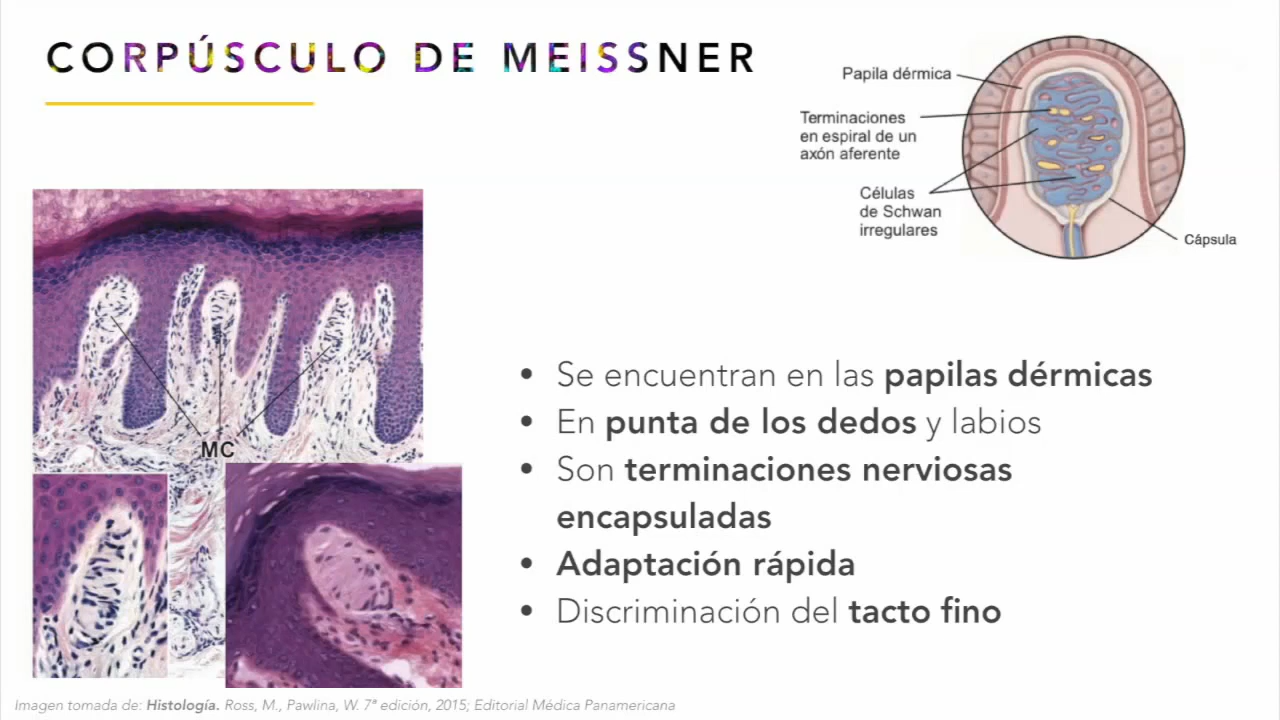 CORPÚSCULO DE MEISSNER
Papila dérmica
Terminaciones
en espiral de un
axón aferente
Células
de Schwan
irregulares
Cápsula
MC
• Se encuentran en las papilas dérmicas
• En punta de los dedos y labios
• Son terminaciones nerviosas
encapsuladas
• Adaptación rápida
• Discriminación del tacto fino
Imagen tomada de: Histología. Ross, M., Pawlina, W. 7ª edición, 2015; Editorial Médica Panamericana